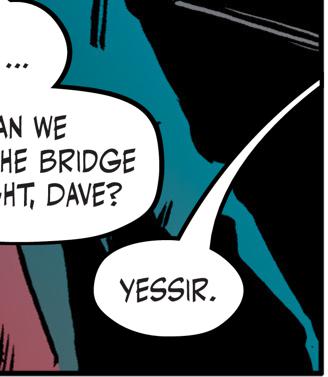 ...
AN WE
HE BRIDGE
HT, DAVE?
YESSIR.